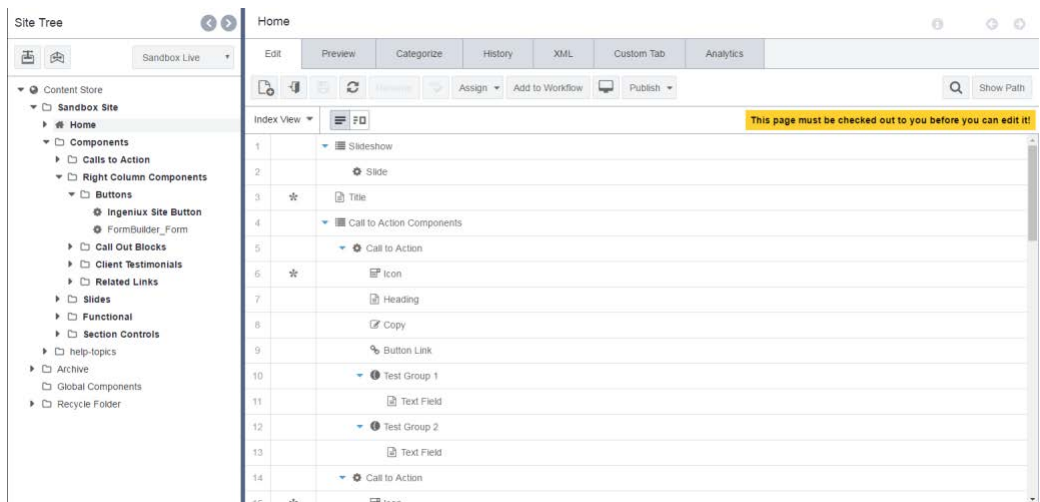 Site Tree
Home
Sandbox Live
Edit
Preview
Categorize
History
XML
Custom Tab
Analytics
Rename
Assign
Add to Workflow
Publish
Show Path
Index View
This page must be checked out to you before you can edit it!
Content Store
Sandbox Site
Home
Components
Calls to Action
Right Column Components
Buttons
Ingeniux Site Button
FormBuilder_Form
Call Out Blocks
Client Testimonials
Related Links
Slides
Functional
Section Controls
help-topics
Archive
Global Components
Recycle Folder
1 Slideshow
2 Slide
3 * Title
4 Call to Action Components
5 Call to Action
6 * Icon
7 Heading
8 Copy
9 Button Link
10 Test Group 1
11 Text Field
12 Test Group 2
13 Text Field
14 Call to Action
15 * Icon